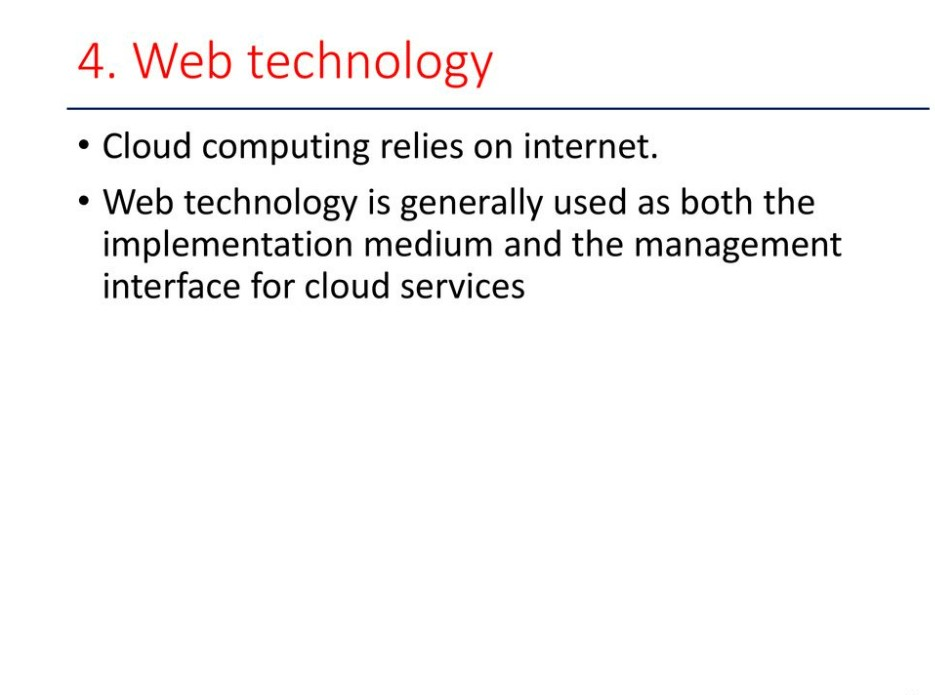 4. Web technology
• Cloud computing relies on internet.
• Web technology is generally used as both the
implementation medium and the management
interface for cloud services